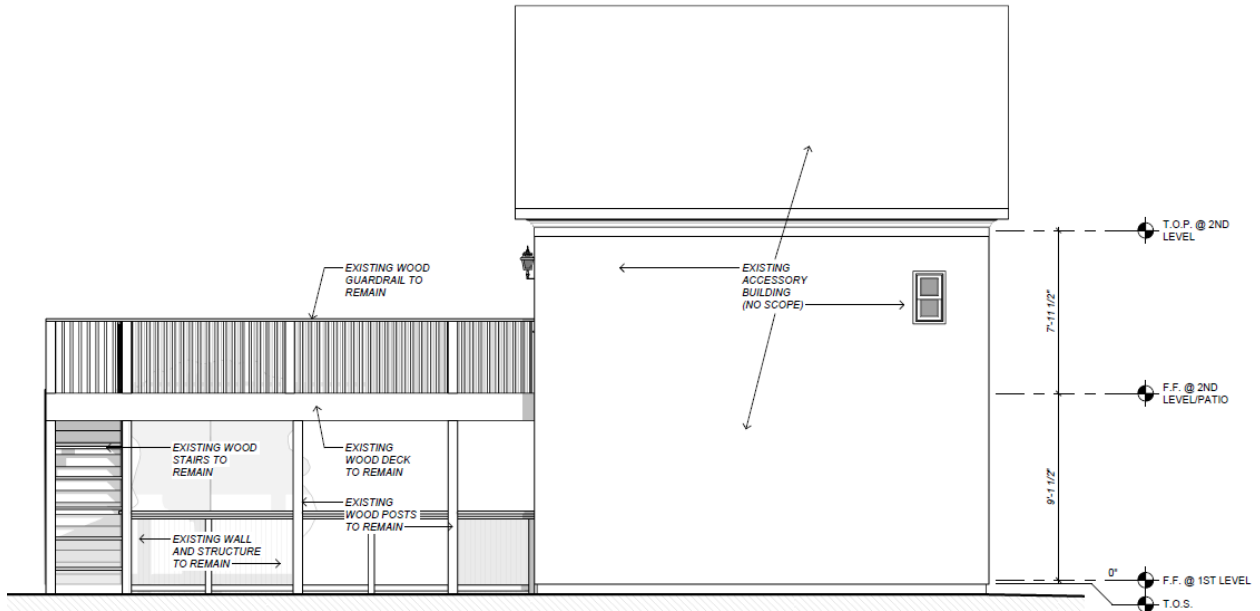 T.O.P. @ 2ND
LEVEL
EXISTING WOOD
GUARDRAIL TO
REMAIN
EXISTING
ACCESSORY
BUILDING
(NO SCOPE)
7'-11 1/2"
F.F. @ 2ND
LEVEL/PATIO
EXISTING WOOD
STAIRS TO
REMAIN
EXISTING
WOOD DECK
TO REMAIN
9'-1 1/2"
EXISTING
WOOD POSTS
TO REMAIN
EXISTING WALL
AND STRUCTURE
TO REMAIN
0"
F.F. @ 1ST LEVEL
T.O.S.